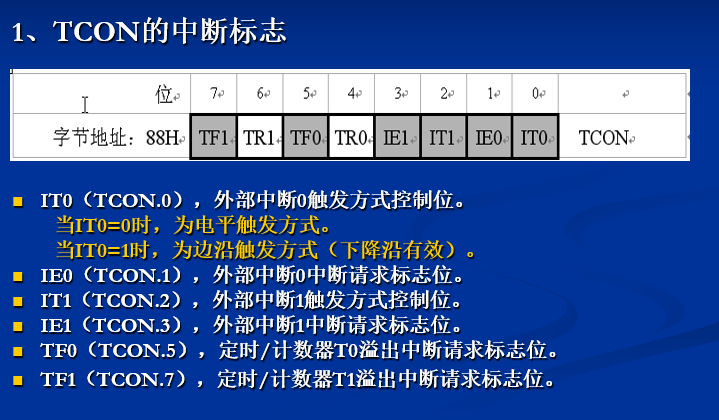 1、TCON的中断标志
位 7 6 5 4 3 2 1 0
字节地址：88H TF1 TR1 TF0 TR0 IE1 IT1 IE0 IT0 TCON
IT0（TCON.0），外部中断0触发方式控制位。
当IT0=0时，为电平触发方式。
当IT0=1时，为边沿触发方式（下降沿有效）。
IE0（TCON.1），外部中断0中断请求标志位。
IT1（TCON.2），外部中断1触发方式控制位。
IE1（TCON.3），外部中断1中断请求标志位。
TF0（TCON.5），定时/计数器T0溢出中断请求标志位。
TF1（TCON.7），定时/计数器T1溢出中断请求标志位。